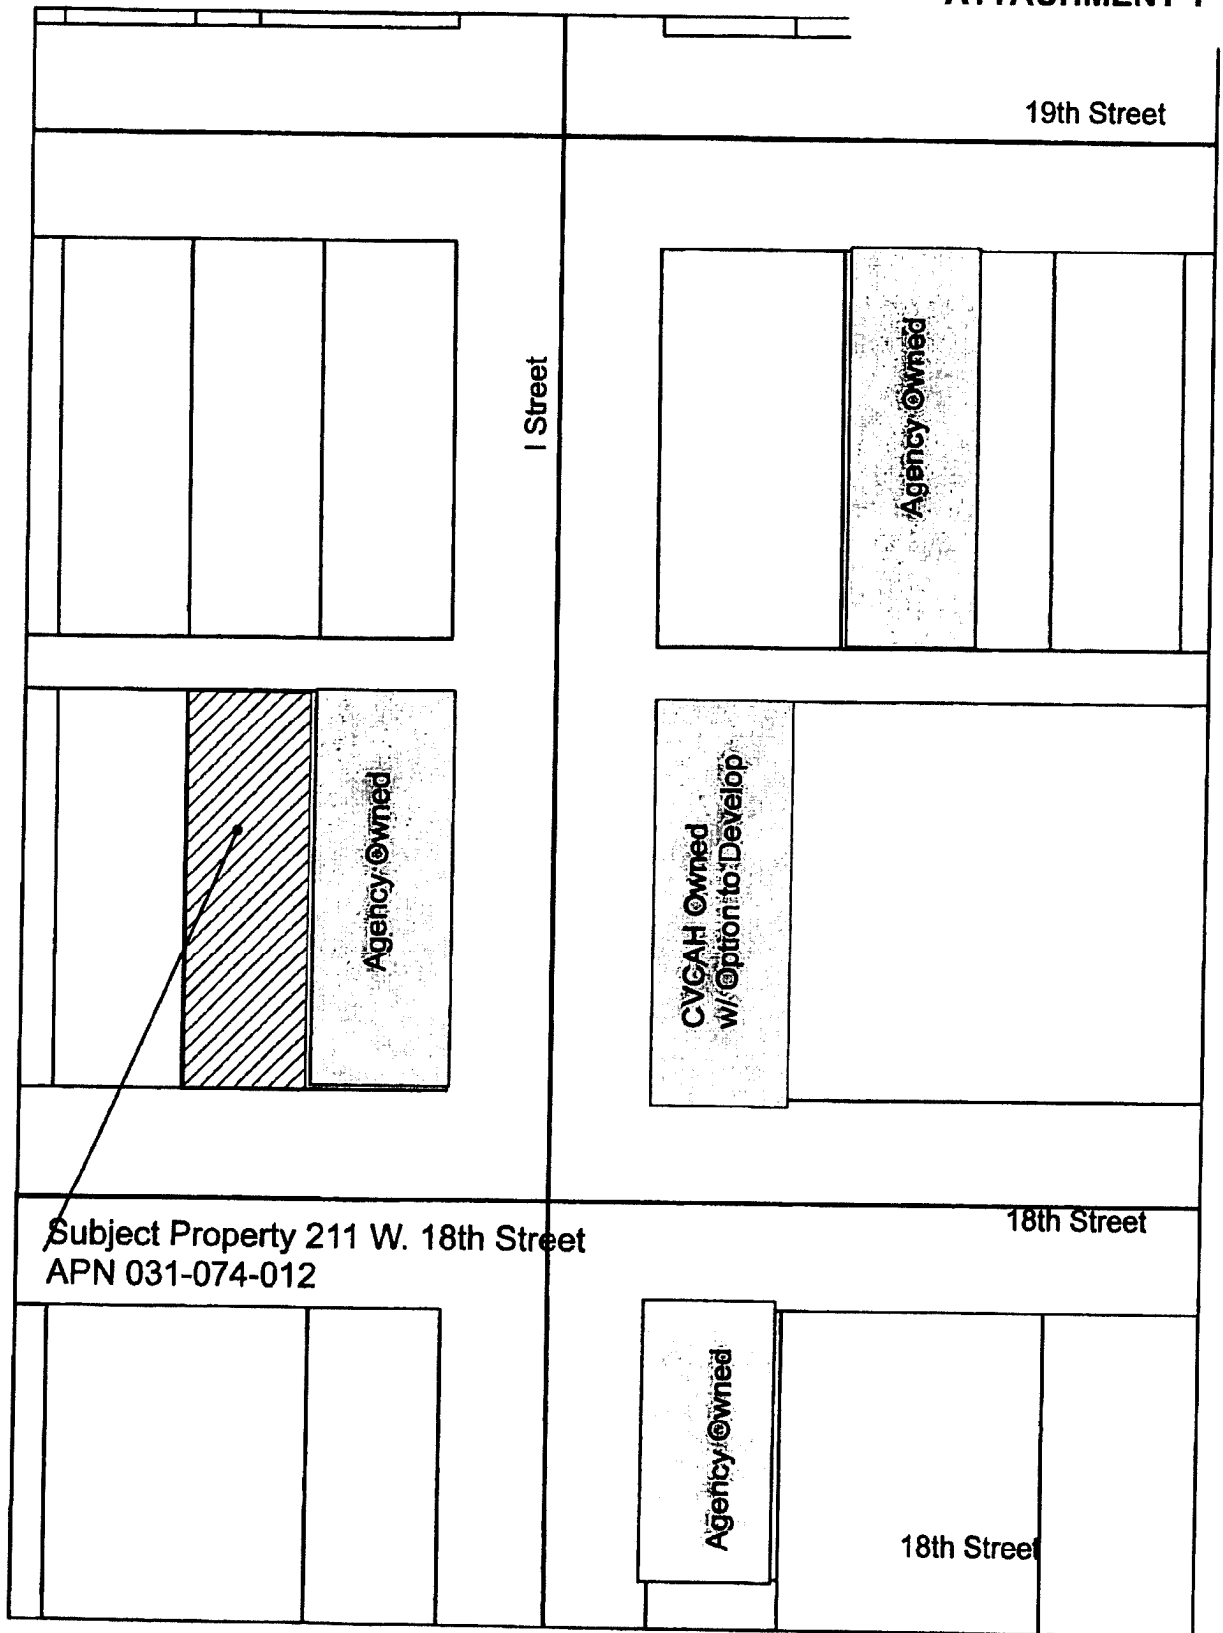 19th Street
I Street
Agency Owned
Agency Owned
CVCAH Owned
w/ Option to Develop
Subject Property 211 W. 18th Street
APN 031-074-012
18th Street
Agency Owned
18th Street